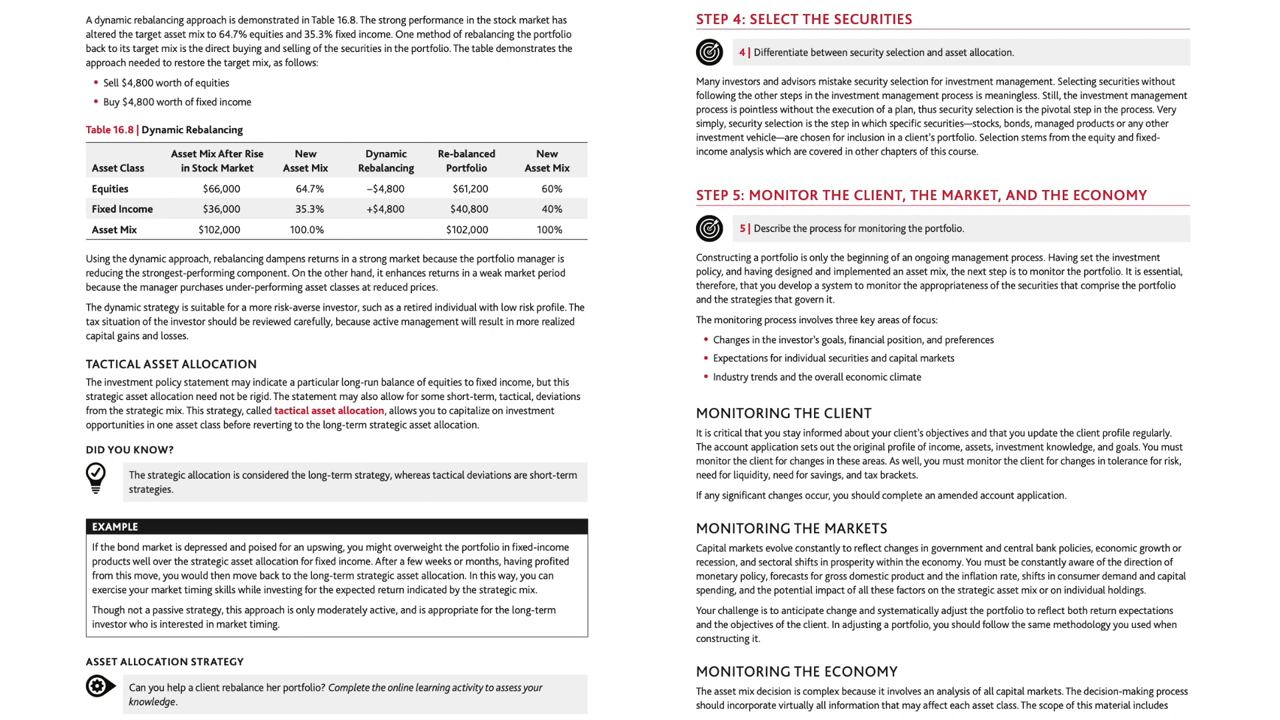 A dynamic rebalancing approach is demonstrated in Table 16.8. The strong performance in the stock market has
altered the target asset mix to 64.7% equities and 35.3% fixed income. One method of rebalancing the portfolio
back to its target mix is the direct buying and selling of the securities in the portfolio. The table demonstrates the
approach needed to restore the target mix, as follows:
• Sell $4,800 worth of equities
• Buy $4,800 worth of fixed income
Table 16.8 | Dynamic Rebalancing
Asset Class Asset Mix After Rise in Stock Market New Asset Mix Dynamic Rebalancing Re-balanced Portfolio New Asset Mix
Equities $66,000 64.7% –$4,800 $61,200 60%
Fixed Income $36,000 35.3% +$4,800 $40,800 40%
Asset Mix $102,000 100.0% $102,000 100%
Using the dynamic approach, rebalancing dampens returns in a strong market because the portfolio manager is
reducing the strongest-performing component. On the other hand, it enhances returns in a weak market period
because the manager purchases under-performing asset classes at reduced prices.
The dynamic strategy is suitable for a more risk-averse investor, such as a retired individual with low risk profile. The
tax situation of the investor should be reviewed carefully, because active management will result in more realized
capital gains and losses.
TACTICAL ASSET ALLOCATION
The investment policy statement may indicate a particular long-run balance of equities to fixed income, but this
strategic asset allocation need not be rigid. The statement may also allow for some short-term, tactical, deviations
from the strategic mix. This strategy, called tactical asset allocation, allows you to capitalize on investment
opportunities in one asset class before reverting to the long-term strategic asset allocation.
DID YOU KNOW?
The strategic allocation is considered the long-term strategy, whereas tactical deviations are short-term
strategies.
EXAMPLE
If the bond market is depressed and poised for an upswing, you might overweight the portfolio in fixed-income
products well over the strategic asset allocation for fixed income. After a few weeks or months, having profited
from this move, you would then move back to the long-term strategic asset allocation. In this way, you can
exercise your market timing skills while investing for the expected return indicated by the strategic mix.
Though not a passive strategy, this approach is only moderately active, and is appropriate for the long-term
investor who is interested in market timing.
ASSET ALLOCATION STRATEGY
Can you help a client rebalance her portfolio? Complete the online learning activity to assess your
knowledge.
STEP 4: SELECT THE SECURITIES
4 | Differentiate between security selection and asset allocation.
Many investors and advisors mistake security selection for investment management. Selecting securities without
following the other steps in the investment management process is meaningless. Still, the investment management
process is pointless without the execution of a plan, thus security selection is the pivotal step in the process. Very
simply, security selection is the step in which specific securities—stocks, bonds, managed products or any other
investment vehicle—are chosen for inclusion in a client's portfolio. Selection stems from the equity and fixed-
income analysis which are covered in other chapters of this course.
STEP 5: MONITOR THE CLIENT, THE MARKET, AND THE ECONOMY
5 | Describe the process for monitoring the portfolio.
Constructing a portfolio is only the beginning of an ongoing management process. Having set the investment
policy, and having designed and implemented an asset mix, the next step is to monitor the portfolio. It is essential,
therefore, that you develop a system to monitor the appropriateness of the securities that comprise the portfolio
and the strategies that govern it.
The monitoring process involves three key areas of focus:
• Changes in the investor's goals, financial position, and preferences
• Expectations for individual securities and capital markets
• Industry trends and the overall economic climate
MONITORING THE CLIENT
It is critical that you stay informed about your client's objectives and that you update the client profile regularly.
The account application sets out the original profile of income, assets, investment knowledge, and goals. You must
monitor the client for changes in these areas. As well, you must monitor the client for changes in tolerance for risk,
need for liquidity, need for savings, and tax brackets.
If any significant changes occur, you should complete an amended account application.
MONITORING THE MARKETS
Capital markets evolve constantly to reflect changes in government and central bank policies, economic growth or
recession, and sectoral shifts in prosperity within the economy. You must be constantly aware of the direction of
monetary policy, forecasts for gross domestic product and the inflation rate, shifts in consumer demand and capital
spending, and the potential impact of all these factors on the strategic asset mix or on individual holdings.
Your challenge is to anticipate change and systematically adjust the portfolio to reflect both return expectations
and the objectives of the client. In adjusting a portfolio, you should follow the same methodology you used when
constructing it.
MONITORING THE ECONOMY
The asset mix decision is complex because it involves an analysis of all capital markets. The decision-making process
should incorporate virtually all information that may affect each asset class. The scope of this material includes